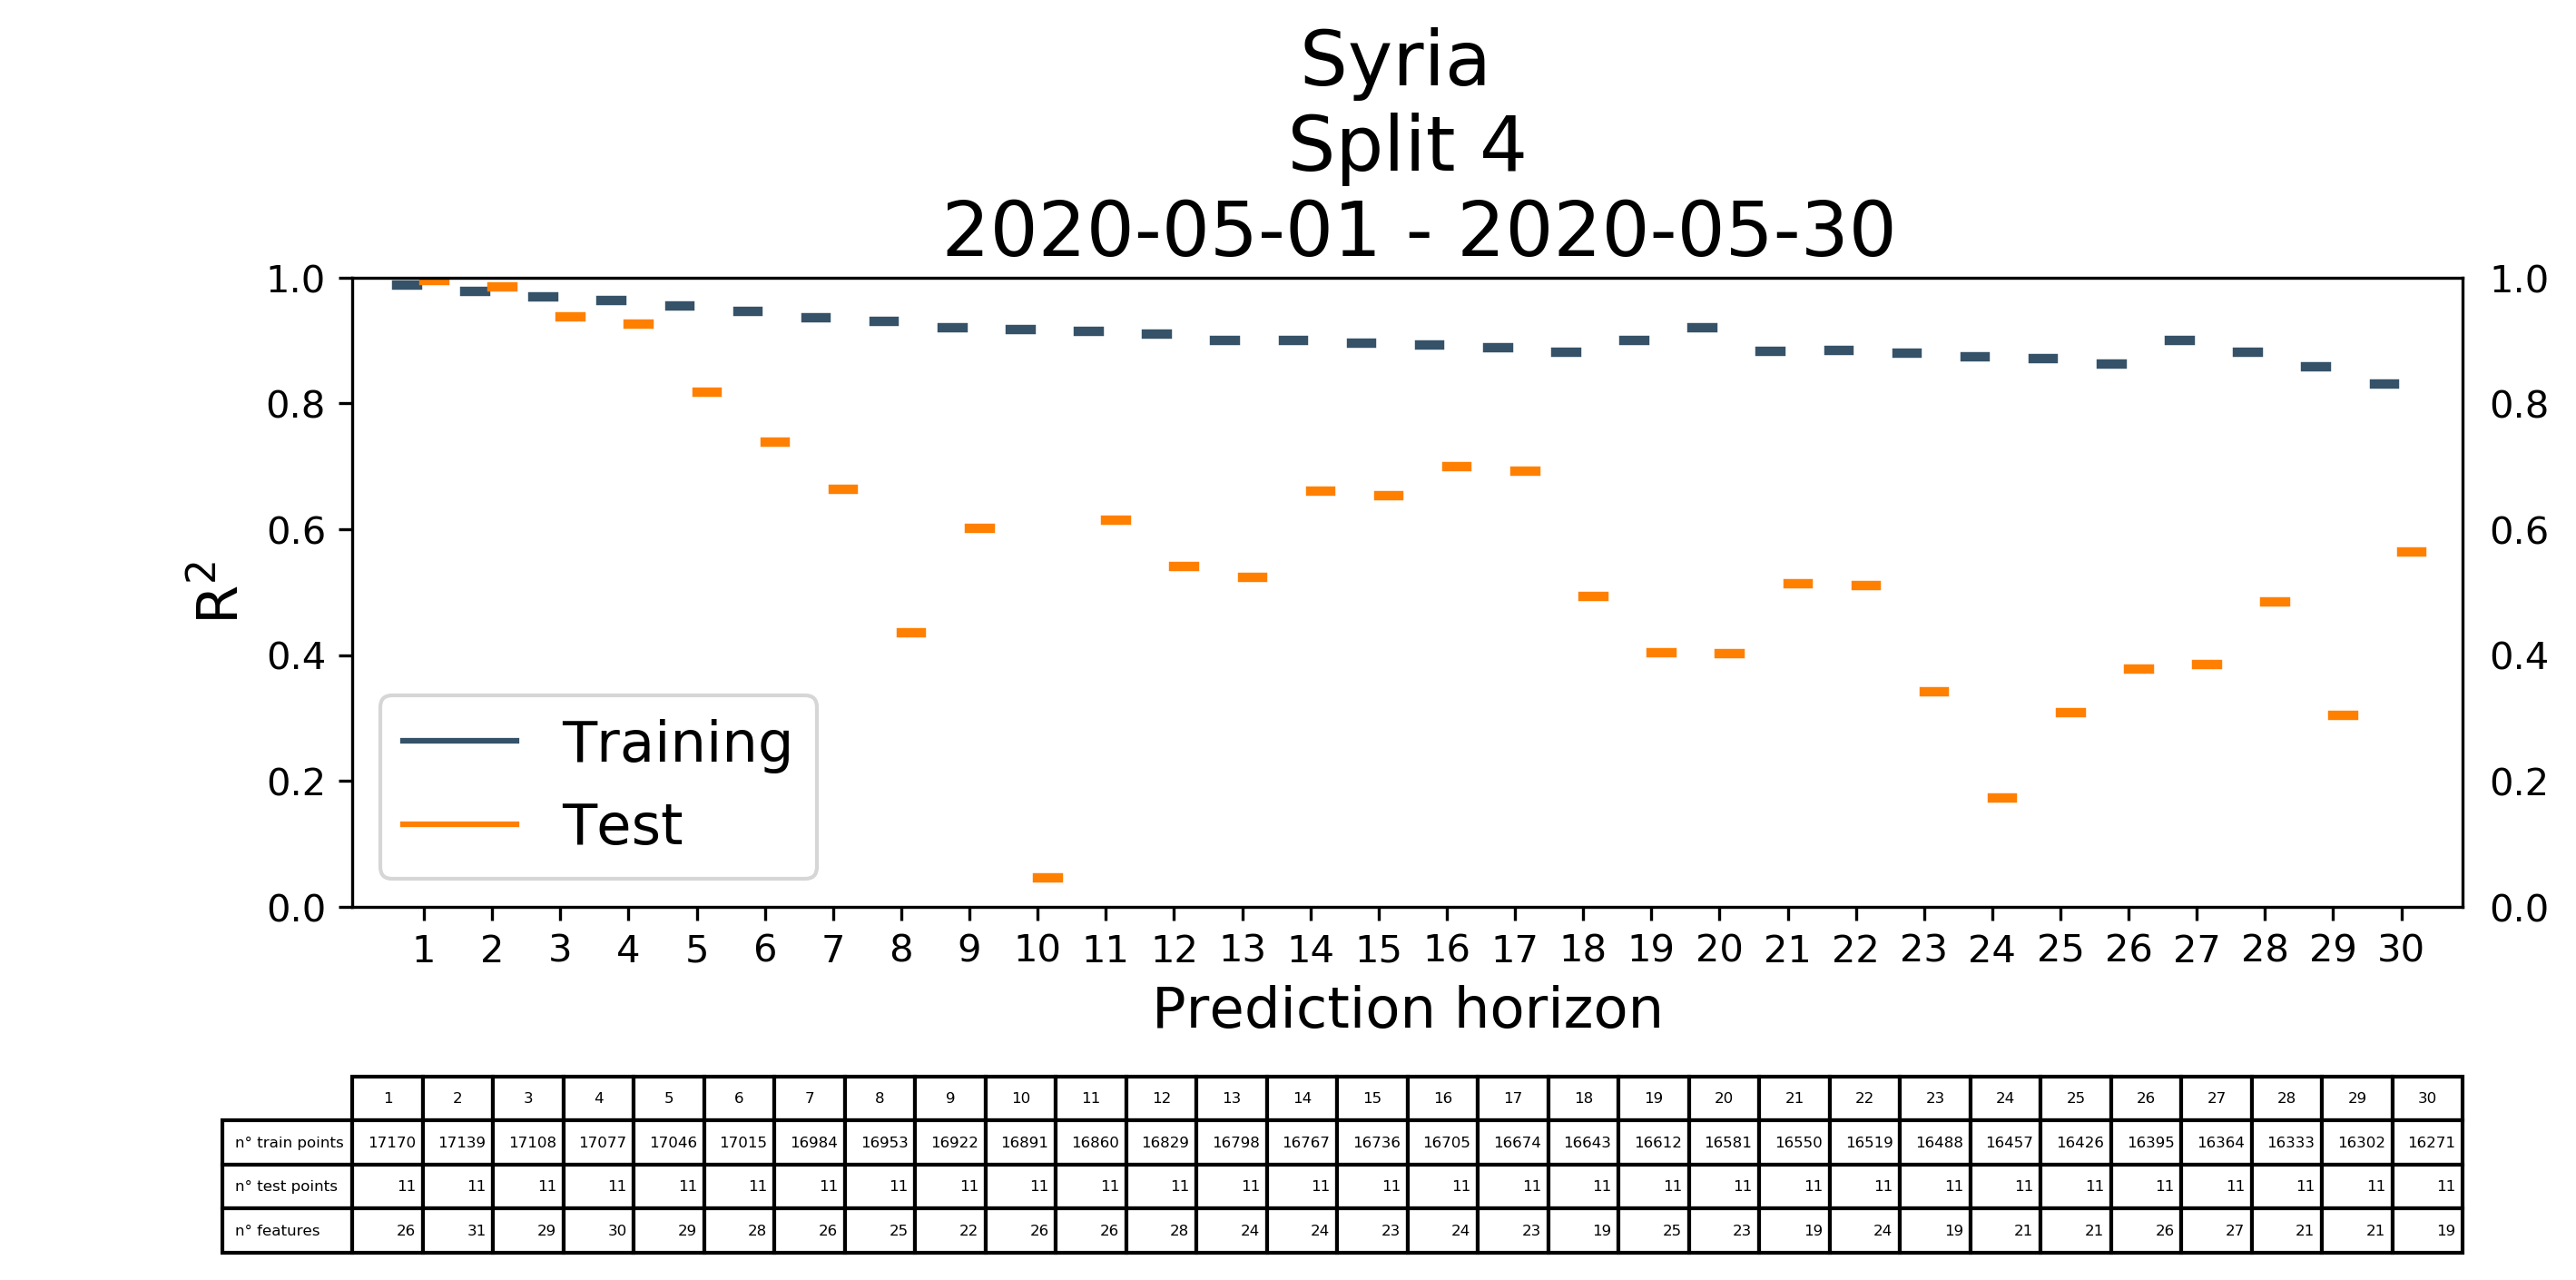 Syria
Split 4
2020-05-01 - 2020-05-30
1.0 1.0
0.8 0.8
0.6 0.6
0.4 0.4
0.2 0.2
0.0 0.0
R²
Training
Test
1 2 3 4 5 6 7 8 9 10 11 12 13 14 15 16 17 18 19 20 21 22 23 24 25 26 27 28 29 30
Prediction horizon
1 2 3 4 5 6 7 8 9 10 11 12 13 14 15 16 17 18 19 20 21 22 23 24 25 26 27 28 29 30
n° train points 17170 17139 17108 17077 17046 17015 16984 16953 16922 16891 16860 16829 16798 16767 16736 16705 16674 16643 16612 16581 16550 16519 16488 16457 16426 16395 16364 16333 16302 16271
n° test points 11 11 11 11 11 11 11 11 11 11 11 11 11 11 11 11 11 11 11 11 11 11 11 11 11 11 11 11 11 11
n° features 26 31 29 30 29 28 26 25 22 26 26 28 24 24 23 24 23 19 25 23 19 24 19 21 21 26 27 21 21 19